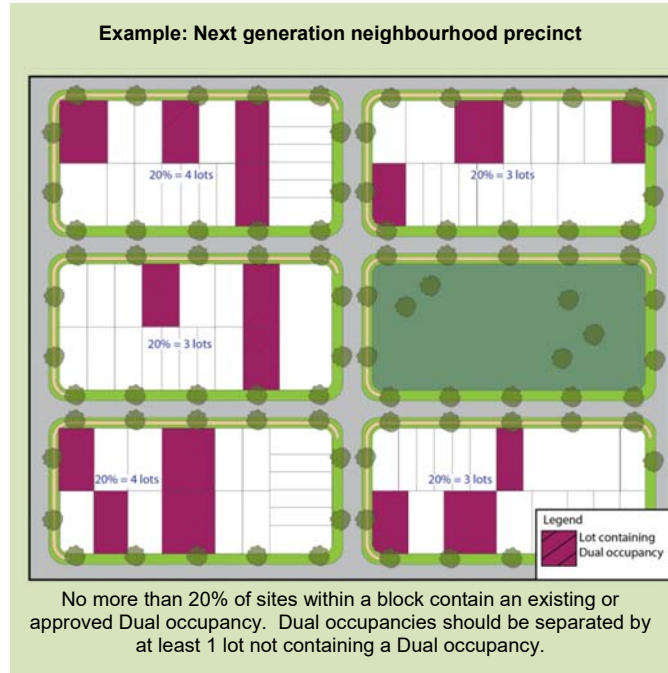 Example: Next generation neighbourhood precinct
20% = 4 lots
20% = 3 lots
20% = 3 lots
20% = 4 lots
20% = 3 lots
Legend
Lot containing
Dual occupancy
No more than 20% of sites within a block contain an existing or
approved Dual occupancy.  Dual occupancies should be separated by
at least 1 lot not containing a Dual occupancy.